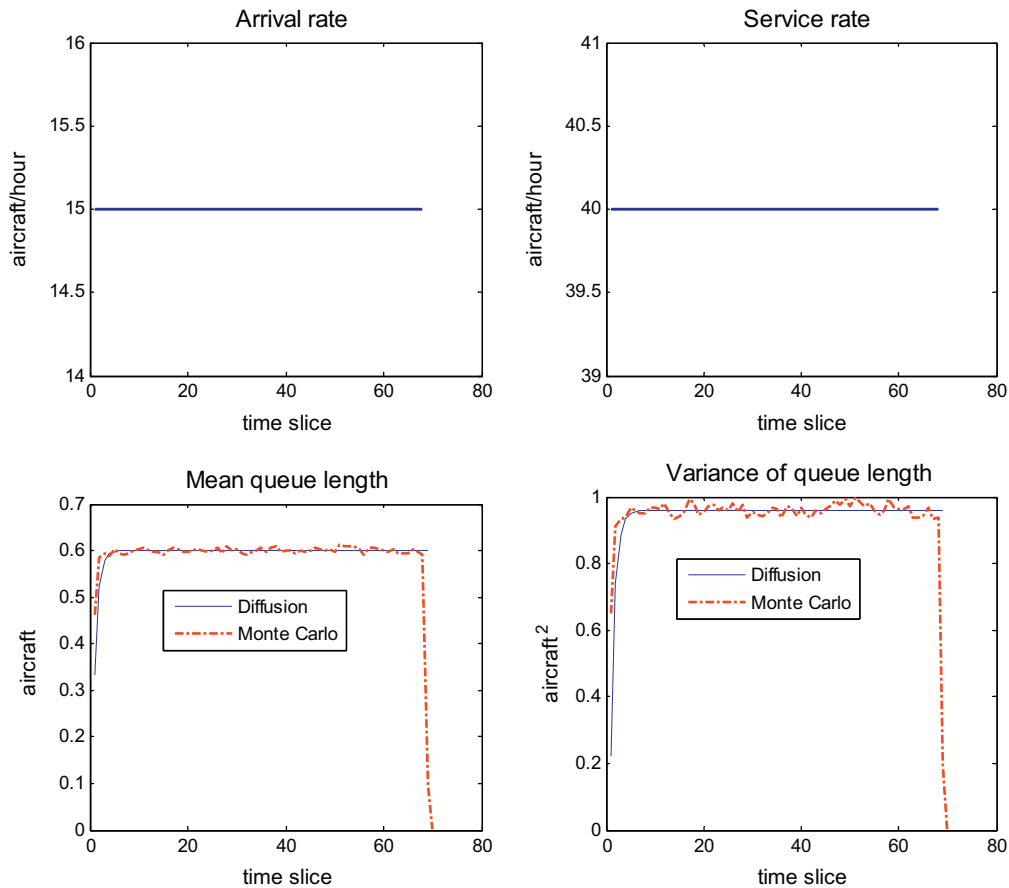 Arrival rate
16
15.5
15
14.5
14
aircraft/hour
0 20 40 60 80
time slice
Service rate
41
40.5
40
39.5
39
aircraft/hour
0 20 40 60 80
time slice
Mean queue length
0.7
0.6
0.5
0.4
0.3
0.2
0.1
0
aircraft
Diffusion
Monte Carlo
0 20 40 60 80
time slice
Variance of queue length
1
0.8
0.6
0.4
0.2
0
aircraft²
Diffusion
Monte Carlo
0 20 40 60 80
time slice